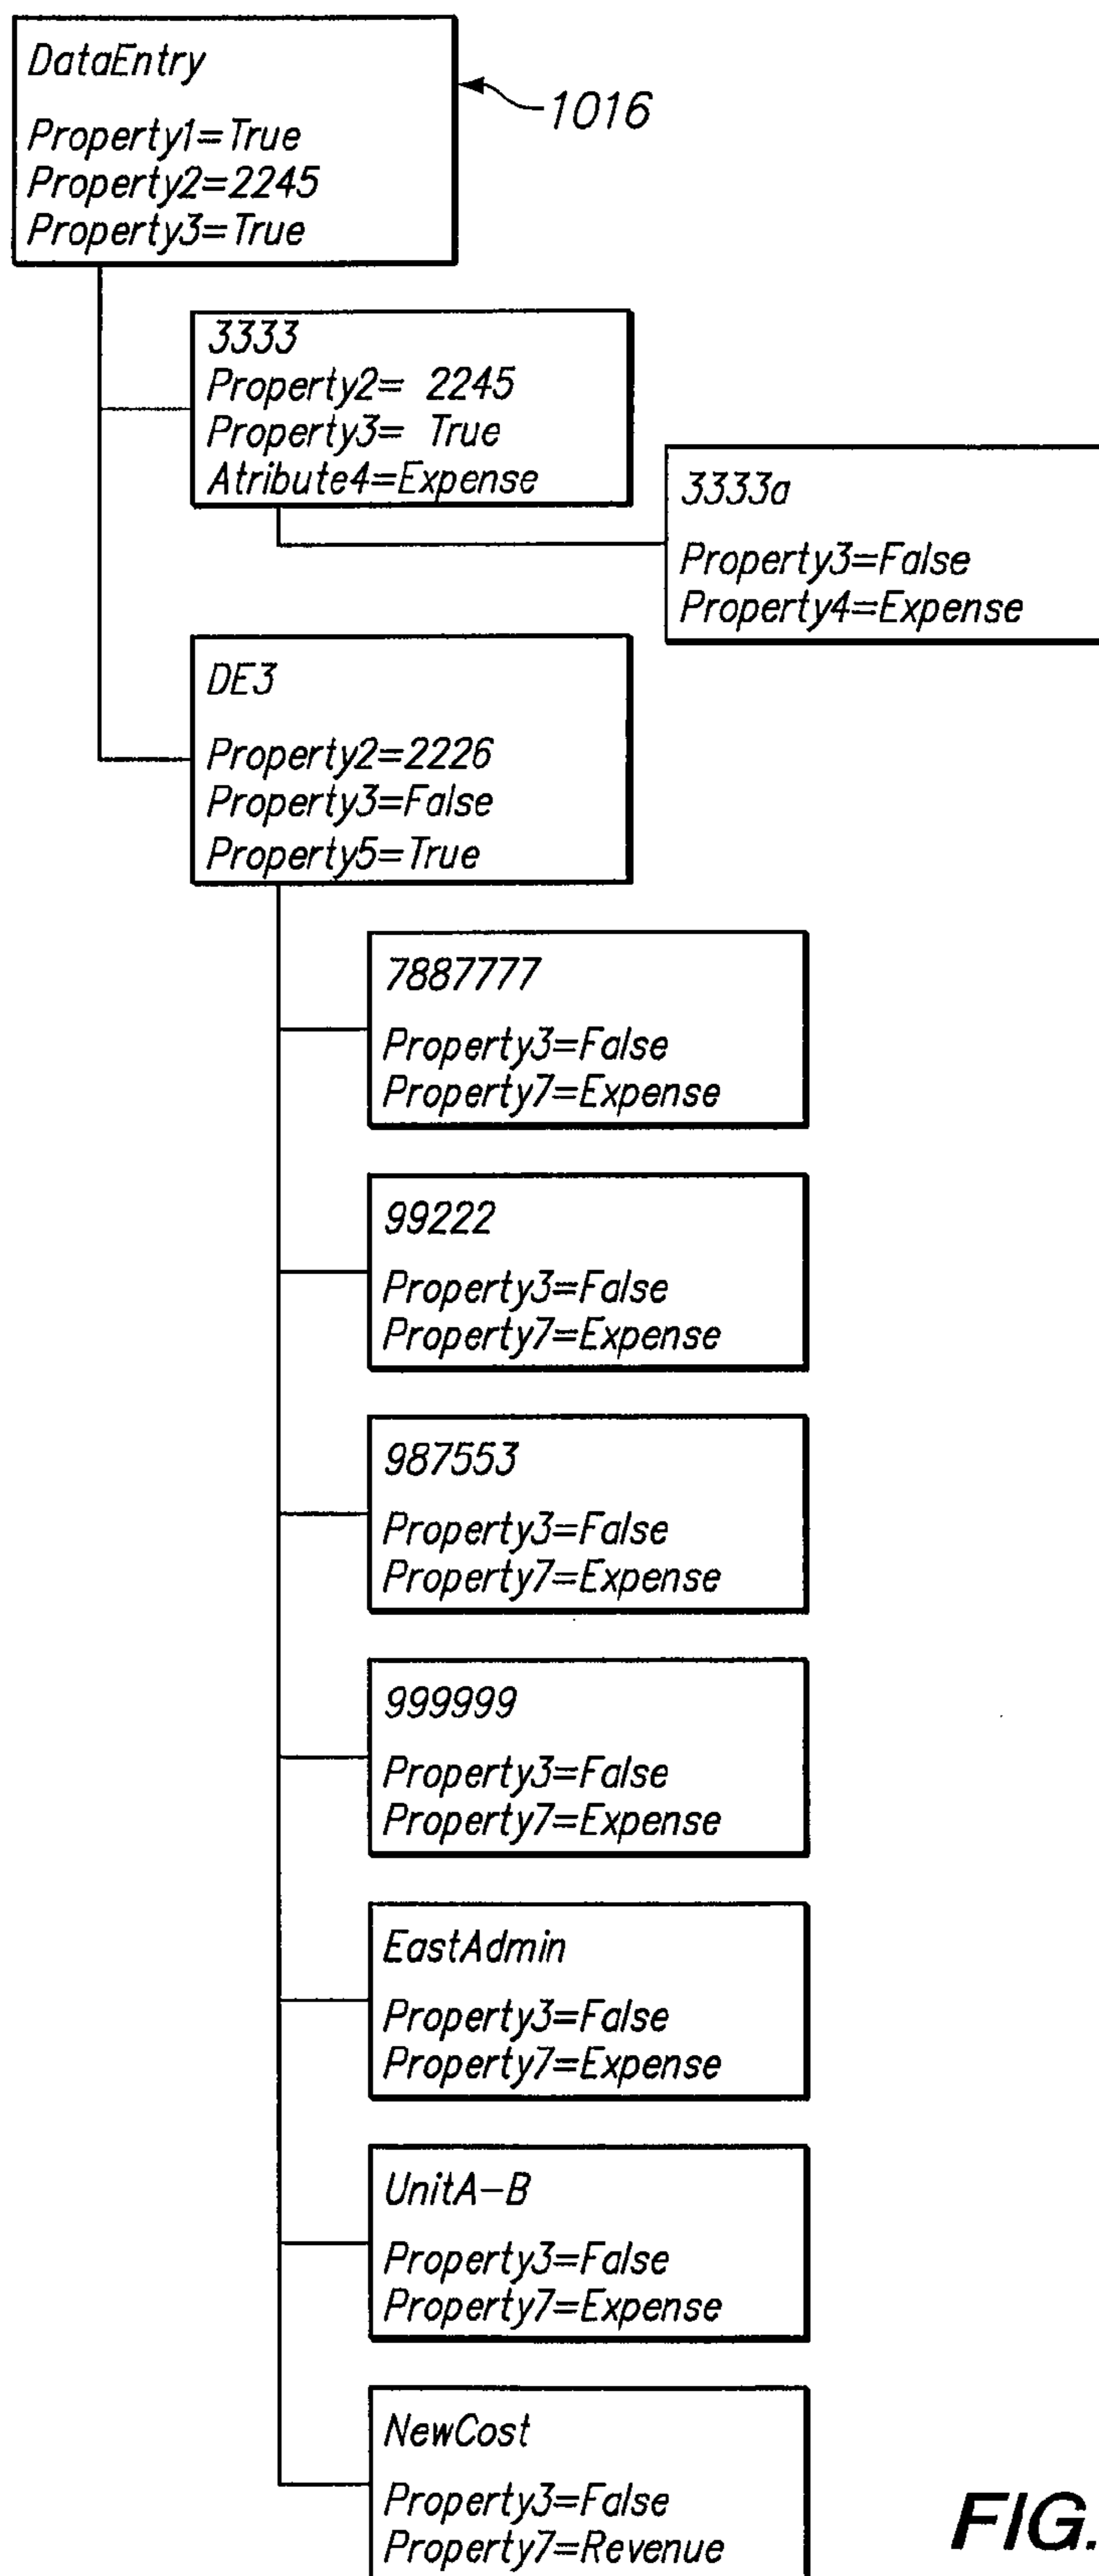 DataEntry
Property1=True
Property2=2245
Property3=True
1016
3333
Property2= 2245
Property3= True
Atribute4=Expense
3333a
Property3=False
Property4=Expense
DE3
Property2=2226
Property3=False
Property5=True
7887777
Property3=False
Property7=Expense
99222
Property3=False
Property7=Expense
987553
Property3=False
Property7=Expense
999999
Property3=False
Property7=Expense
EastAdmin
Property3=False
Property7=Expense
UnitA-B
Property3=False
Property7=Expense
NewCost
Property3=False
Property7=Revenue
FIG.